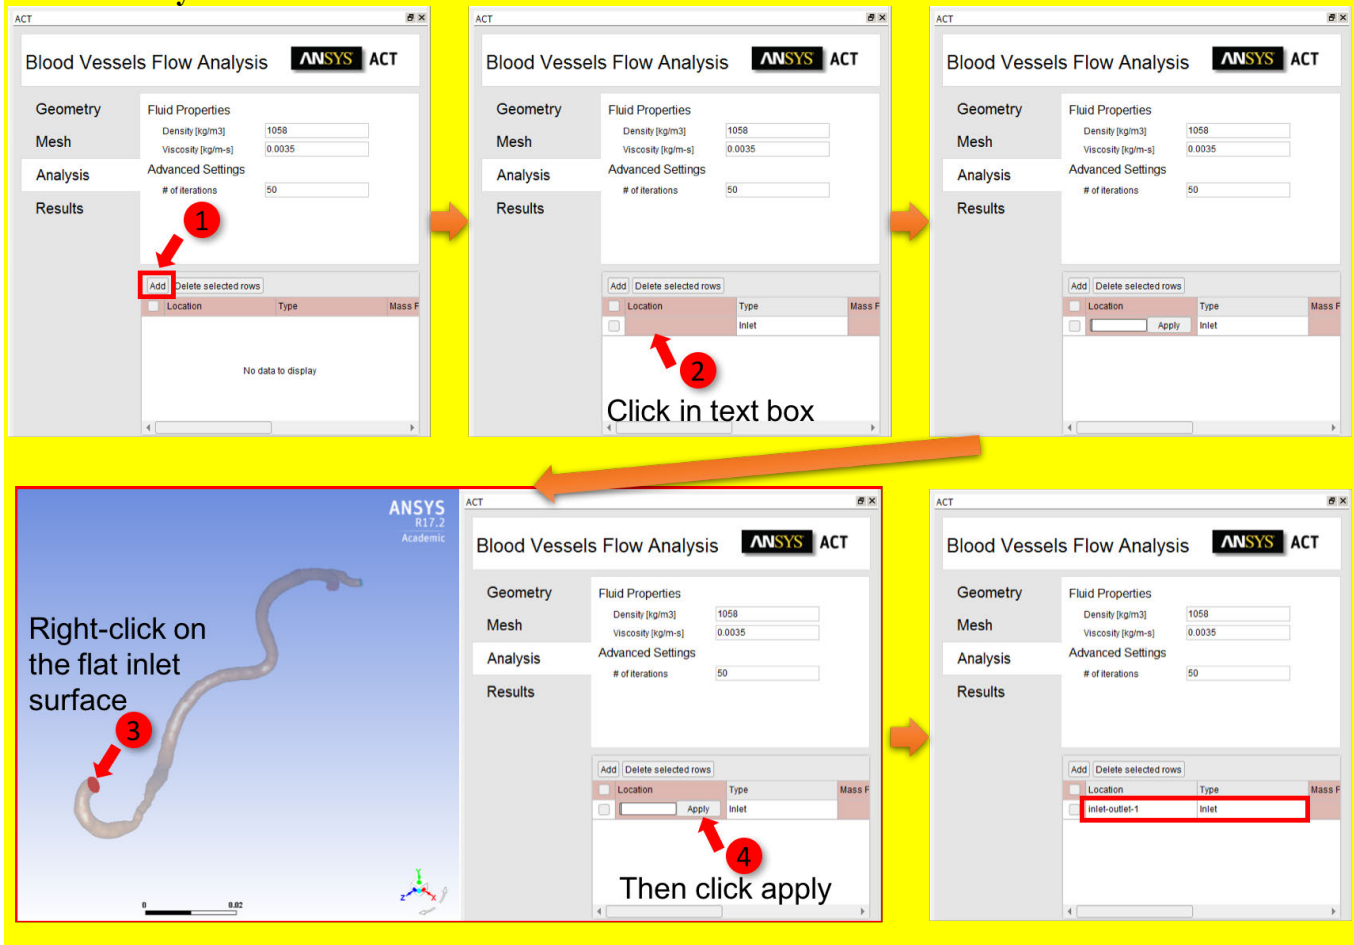 y
ACT
Blood Vessels Flow Analysis
ANSYS ACT
Geometry
Mesh
Analysis
Results
Fluid Properties
Density [kg/m3] 1058
Viscosity [kg/m-s] 0.0035
Advanced Settings
# of iterations 50
1
Add Delete selected rows
Location Type Mass F
No data to display
ACT
Blood Vessels Flow Analysis
ANSYS ACT
Geometry
Mesh
Analysis
Results
Fluid Properties
Density [kg/m3] 1058
Viscosity [kg/m-s] 0.0035
Advanced Settings
# of iterations 50
Add Delete selected rows
Location Type Mass F
Inlet
2
Click in text box
ACT
Blood Vessels Flow Analysis
ANSYS ACT
Geometry
Mesh
Analysis
Results
Fluid Properties
Density [kg/m3] 1058
Viscosity [kg/m-s] 0.0035
Advanced Settings
# of iterations 50
Add Delete selected rows
Location Type Mass F
Apply Inlet
ANSYS
R17.2
Academic
Right-click on
the flat inlet
surface
3
0 0.02
Y
Z X
ACT
Blood Vessels Flow Analysis
ANSYS ACT
Geometry
Mesh
Analysis
Results
Fluid Properties
Density [kg/m3] 1058
Viscosity [kg/m-s] 0.0035
Advanced Settings
# of iterations 50
Add Delete selected rows
Location Type Mass F
Apply Inlet
4
Then click apply
ACT
Blood Vessels Flow Analysis
ANSYS ACT
Geometry
Mesh
Analysis
Results
Fluid Properties
Density [kg/m3] 1058
Viscosity [kg/m-s] 0.0035
Advanced Settings
# of iterations 50
Add Delete selected rows
Location Type Mass F
inlet-outlet-1 Inlet